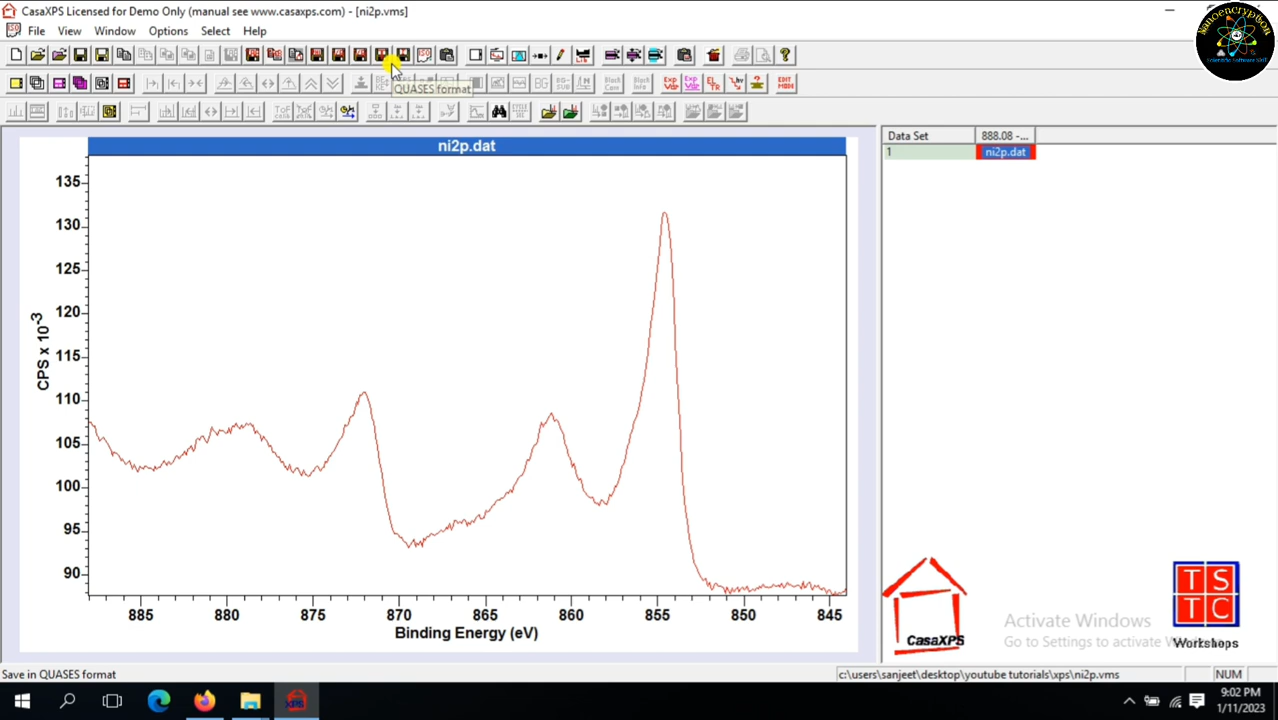 CasaXPS Licensed for Demo Only (manual see www.casaxps.com) - [ni2p.vms]
File View Window Options Select Help
QUASES format
Nanoencryption
Scientific Software Skill
ni2p.dat
135
130
125
120
115
110
105
100
95
90
CPS x 10⁻³
885 880 875 870 865 860 855 850 845
Binding Energy (eV)
Data Set 888.08 -...
1 ni2p.dat
CasaXPS
T S
T C
Workshops
Activate Windows
Go to Settings to activate
Save in QUASES format
c:\users\sanjeet\desktop\youtube tutorials\xps\ni2p.vms
NUM
9:02 PM
1/11/2023